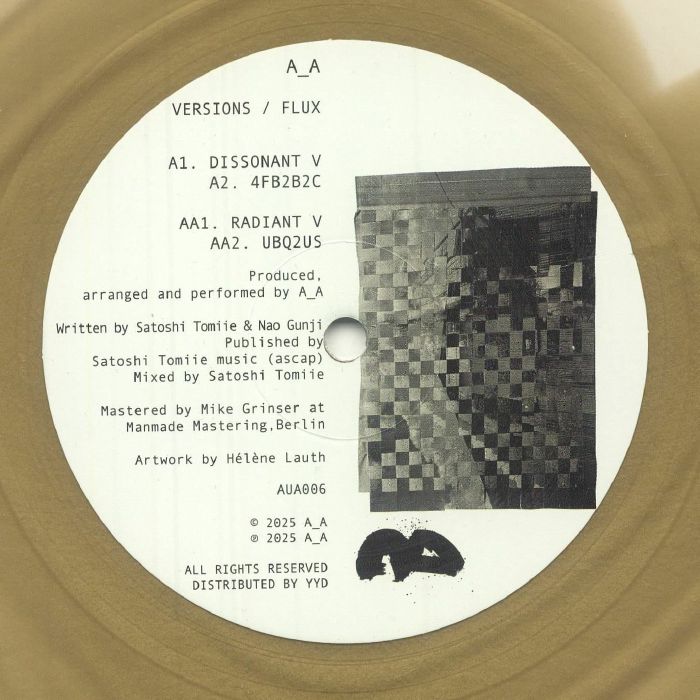 A_A
VERSIONS / FLUX
A1. DISSONANT V
A2. 4FB2B2C
AA1. RADIANT V
AA2. UBQ2US
Produced,
arranged and performed by A_A
Written by Satoshi Tomiie & Nao Gunji
Published by
Satoshi Tomiie music (ascap)
Mixed by Satoshi Tomiie
Mastered by Mike Grinser at
Manmade Mastering,Berlin
Artwork by Hélène Lauth
AUA006
© 2025 A_A
℗ 2025 A_A
ALL RIGHTS RESERVED
DISTRIBUTED BY YYD